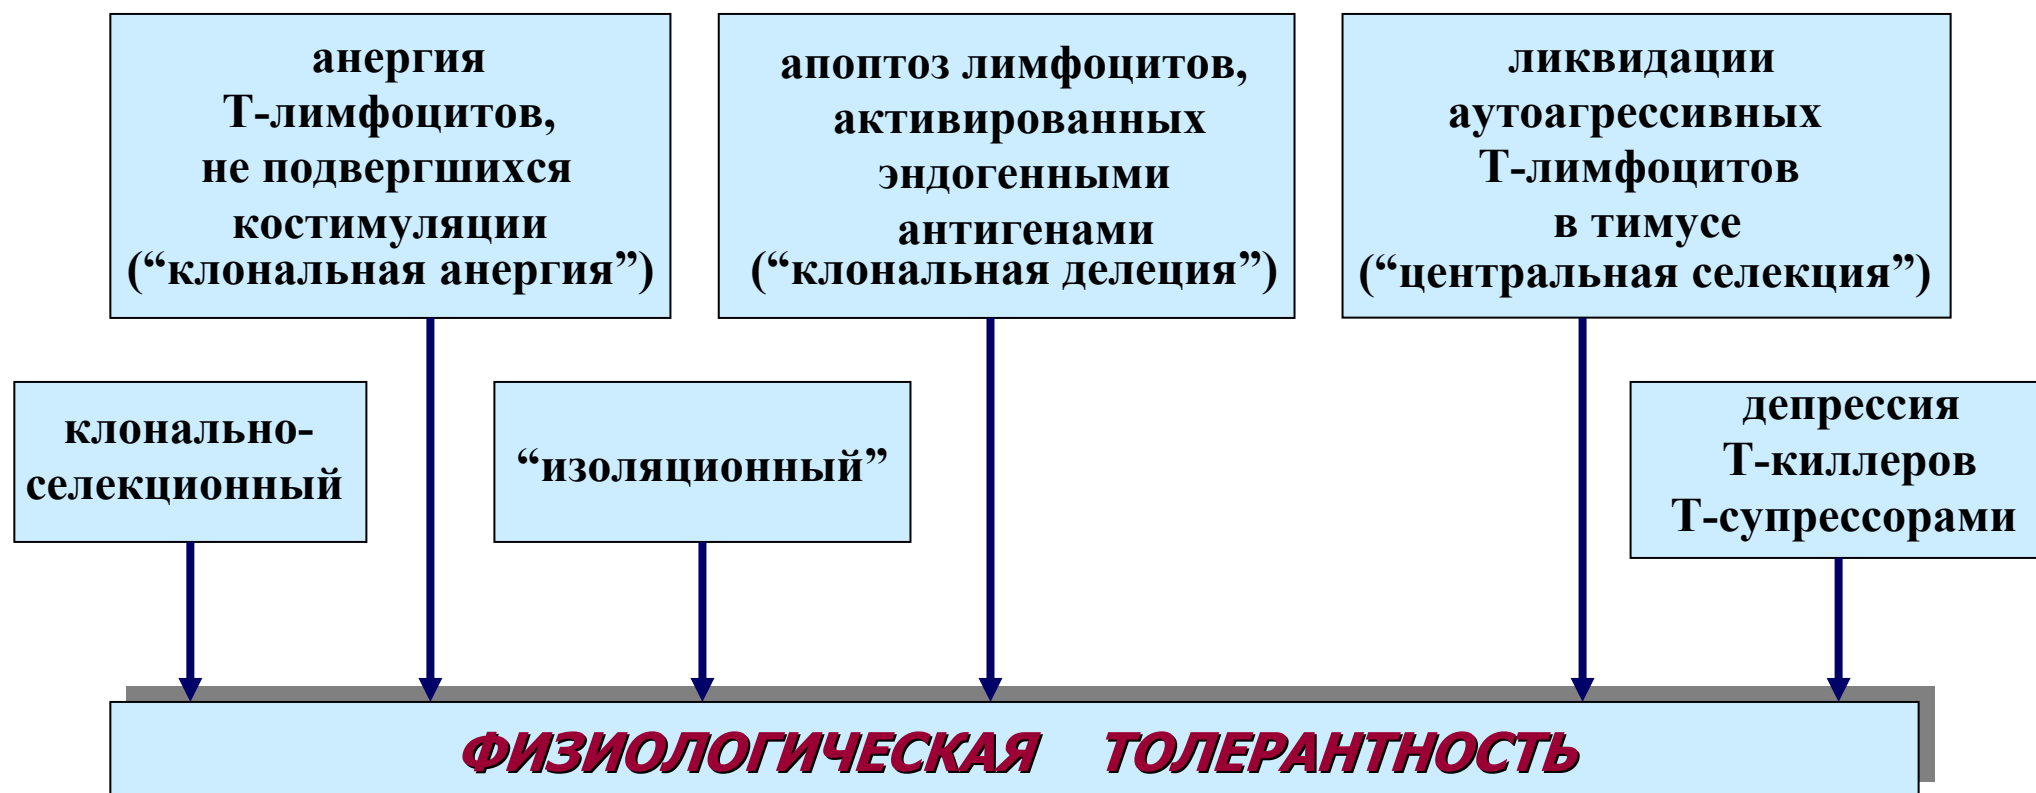 анергия
Т-лимфоцитов,
не подвергшихся
костимуляции
(“клональная анергия”)
апоптоз лимфоцитов,
активированных
эндогенными
антигенами
(“клональная делеция”)
ликвидации
аутоагрессивных
Т-лимфоцитов
в тимусе
(“центральная селекция”)
клонально-
селекционный
“изоляционный”
депрессия
Т-киллеров
Т-супрессорами
ФИЗИОЛОГИЧЕСКАЯ ТОЛЕРАНТНОСТЬ